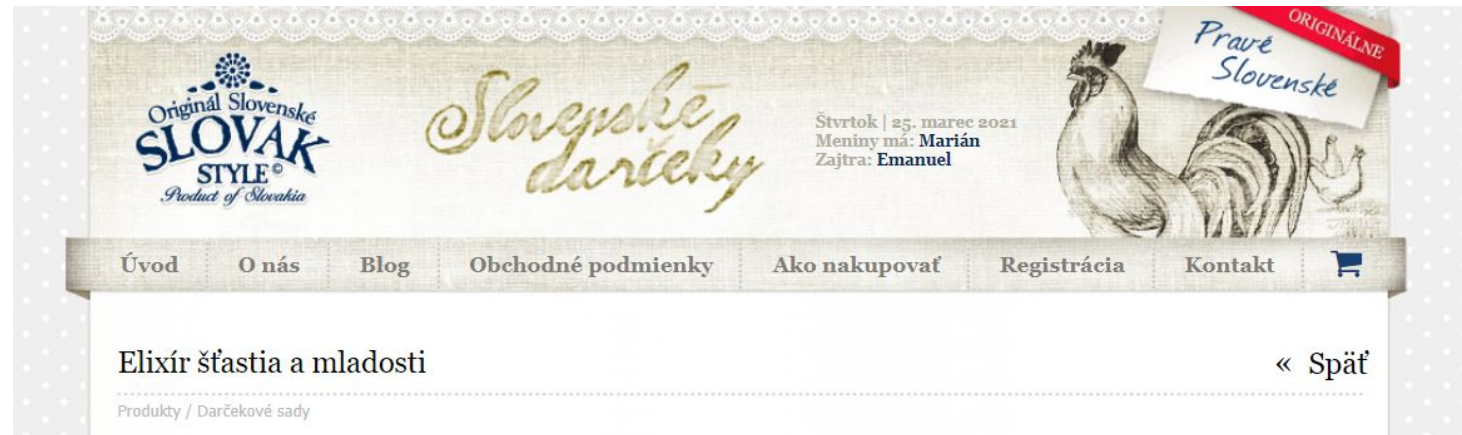 Originál Slovenské
SLOVAK
STYLE©
Product of Slovakia
Slovenské
darčeky
Štvrtok | 25. marec 2021
Meniny má: Marián
Zajtra: Emanuel
ORIGINÁLNE
Pravé
Slovenské
Úvod
O nás
Blog
Obchodné podmienky
Ako nakupovať
Registrácia
Kontakt
Elixír šťastia a mladosti
« Späť
Produkty / Darčekové sady